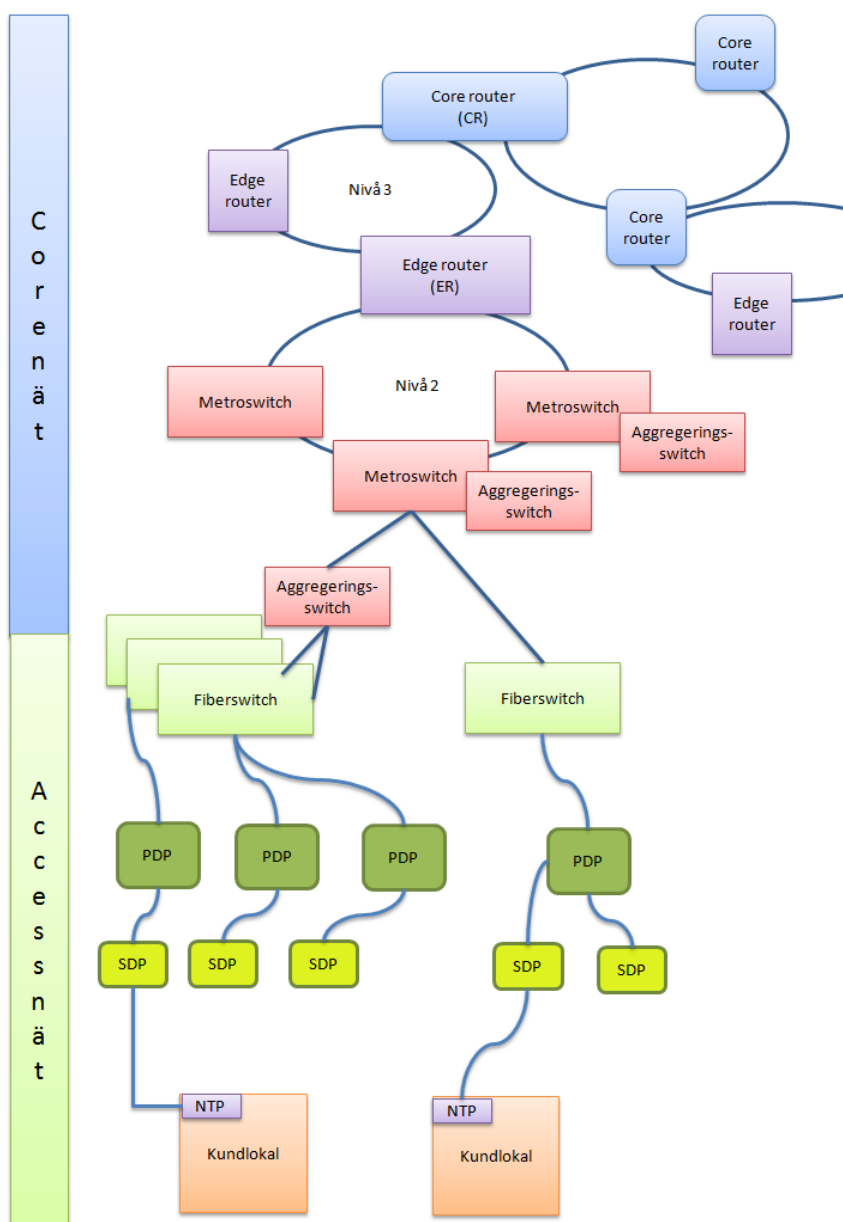 Corenät
Core
router
Core router
(CR)
Edge
router
Nivå 3
Core
router
Edge router
(ER)
Edge
router
Metroswitch
Nivå 2
Metroswitch
Aggregerings-
switch
Metroswitch
Aggregerings-
switch
Aggregerings-
switch
Accessnät
Fiberswitch
Fiberswitch
PDP
PDP
PDP
PDP
SDP
SDP
SDP
SDP
SDP
NTP
Kundlokal
NTP
Kundlokal